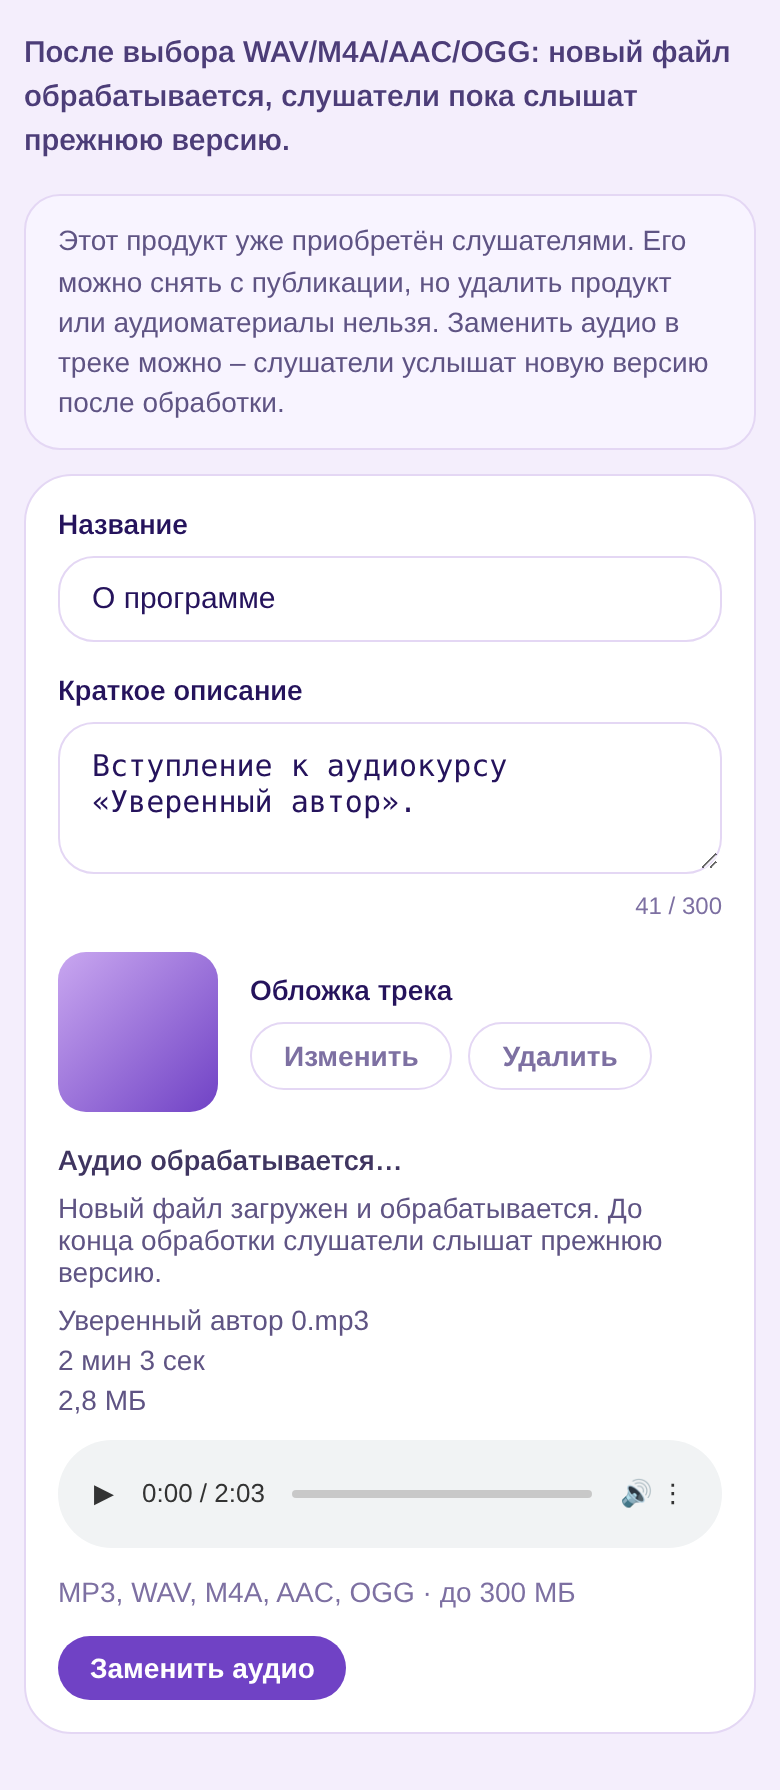 После выбора WAV/M4A/AAC/OGG: новый файл
обрабатывается, слушатели пока слышат
прежнюю версию.
Этот продукт уже приобретён слушателями. Его
можно снять с публикации, но удалить продукт
или аудиоматериалы нельзя. Заменить аудио в
треке можно – слушатели услышат новую версию
после обработки.
Название
О программе
Краткое описание
Вступление к аудиокурсу
«Уверенный автор».
41 / 300
Обложка трека
Изменить
Удалить
Аудио обрабатывается…
Новый файл загружен и обрабатывается. До
конца обработки слушатели слышат прежнюю
версию.
Уверенный автор 0.mp3
2 мин 3 сек
2,8 МБ
0:00 / 2:03
MP3, WAV, M4A, AAC, OGG · до 300 МБ
Заменить аудио